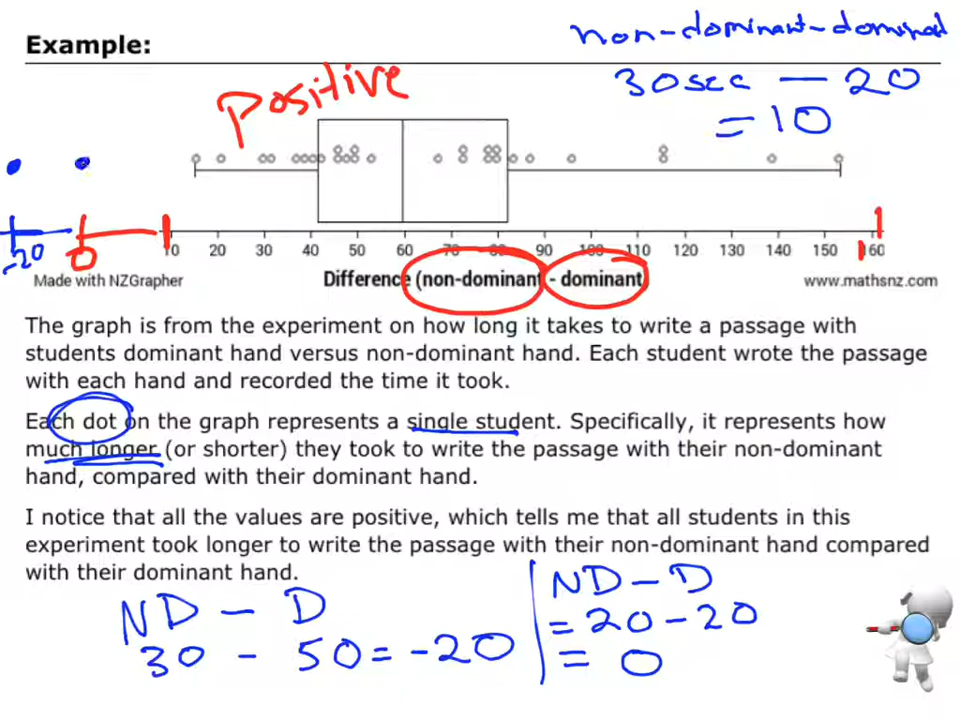 Example:
non-dominant-dominant
30sec — 20
= 10
Positive
-20 0 10 20 30 40 50 60 70 80 90 100 110 120 130 140 150 160
Difference (non-dominant - dominant)
Made with NZGrapher
www.mathsnz.com
The graph is from the experiment on how long it takes to write a passage with
students dominant hand versus non-dominant hand. Each student wrote the passage
with each hand and recorded the time it took.
Each dot on the graph represents a single student. Specifically, it represents how
much longer (or shorter) they took to write the passage with their non-dominant
hand, compared with their dominant hand.
I notice that all the values are positive, which tells me that all students in this
experiment took longer to write the passage with their non-dominant hand compared
with their dominant hand.
ND - D
30 - 50 = -20
ND - D
= 20 - 20
= 0